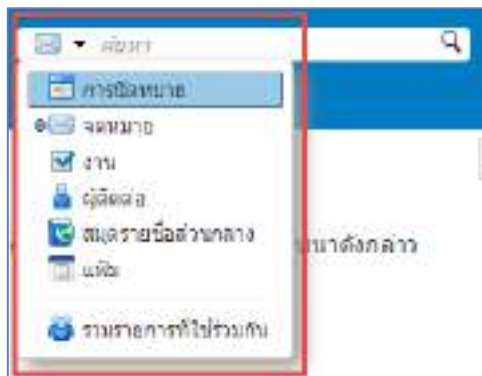 ค้นหา
การนัดหมาย
จดหมาย
งาน
ผู้ติดต่อ
สมุดรายชื่อส่วนกลาง
นาดังกล่าว
แฟ้ม
รวมรายการที่ใช้ร่วมกัน